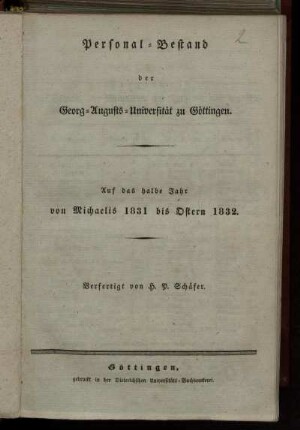 2
Personal=Bestand
der
Georg=Augusts=Universität zu Göttingen.
Auf das halbe Jahr
von Michaelis 1831 bis Ostern 1832.
Verfertigt von H. P. Schäfer.
Göttingen,
gedruckt in der Dieterichschen Universitäts=Buchdruckerei.